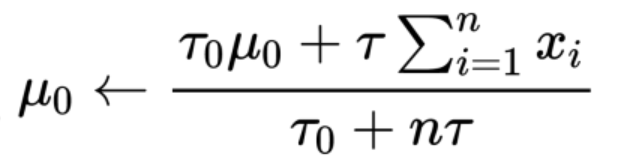 μ₀ ← (τ₀μ₀ + τ ∑ᵢ₌₁ⁿ xᵢ) / (τ₀ + nτ)